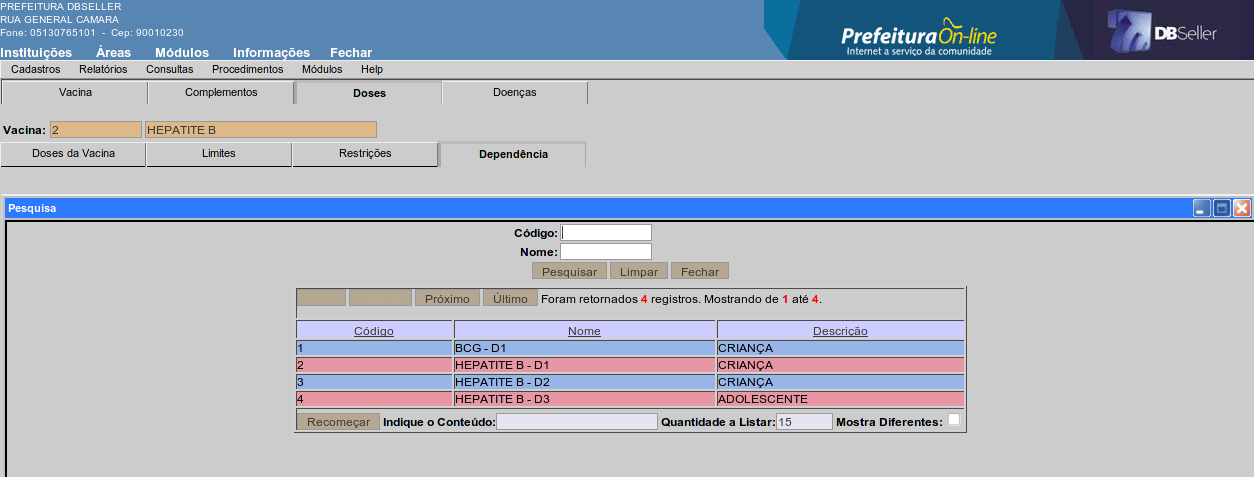 PREFEITURA DBSELLER
RUA GENERAL CAMARA
Fone: 05130765101 - Cep: 90010230
Prefeitura On-line
Internet a serviço da comunidade
DBSeller
Instituições Áreas Módulos Informações Fechar
Cadastros Relatórios Consultas Procedimentos Módulos Help
Vacina Complementos Doses Doenças
Vacina: 2 HEPATITE B
Doses da Vacina Limites Restrições Dependência
Pesquisa
Código:
Nome:
Pesquisar Limpar Fechar
Próximo Último Foram retornados 4 registros. Mostrando de 1 até 4.
Código Nome Descrição
1 BCG - D1 CRIANÇA
2 HEPATITE B - D1 CRIANÇA
3 HEPATITE B - D2 CRIANÇA
4 HEPATITE B - D3 ADOLESCENTE
Recomeçar Indique o Conteúdo: Quantidade a Listar: 15 Mostra Diferentes: